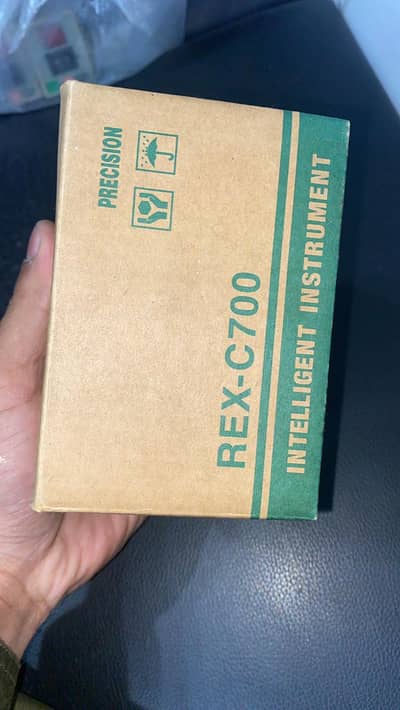 PRECISION
REX-C700
INTELLIGENT INSTRUMENT